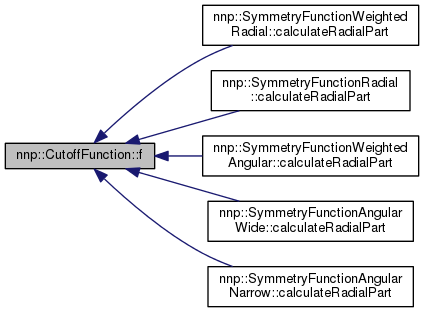 nnp::SymmetryFunctionWeighted
Radial::calculateRadialPart
nnp::SymmetryFunctionRadial
::calculateRadialPart
nnp::CutoffFunction::f
nnp::SymmetryFunctionWeighted
Angular::calculateRadialPart
nnp::SymmetryFunctionAngular
Wide::calculateRadialPart
nnp::SymmetryFunctionAngular
Narrow::calculateRadialPart